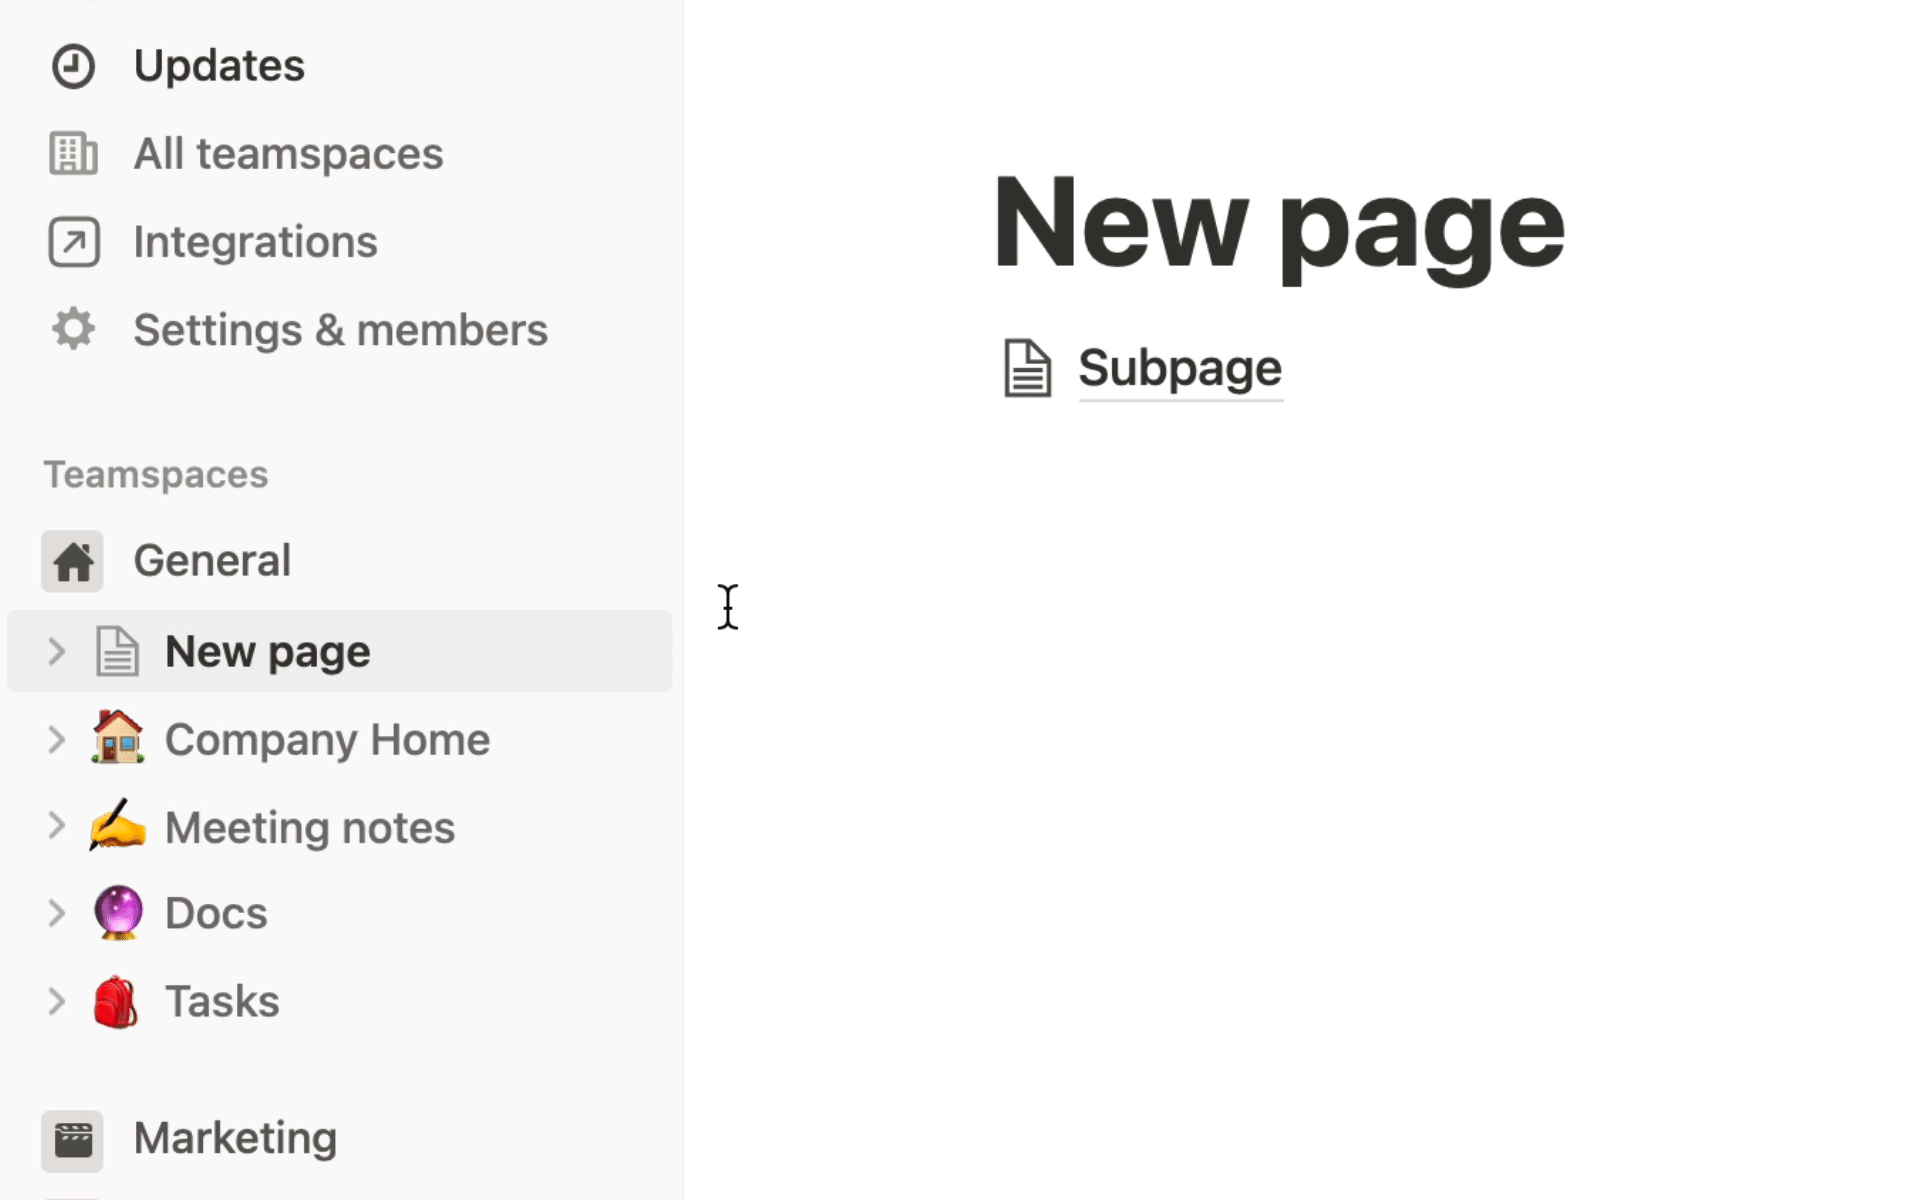 Updates
All teamspaces
Integrations
Settings & members
Teamspaces
General
New page
Company Home
Meeting notes
Docs
Tasks
Marketing
New page
Subpage